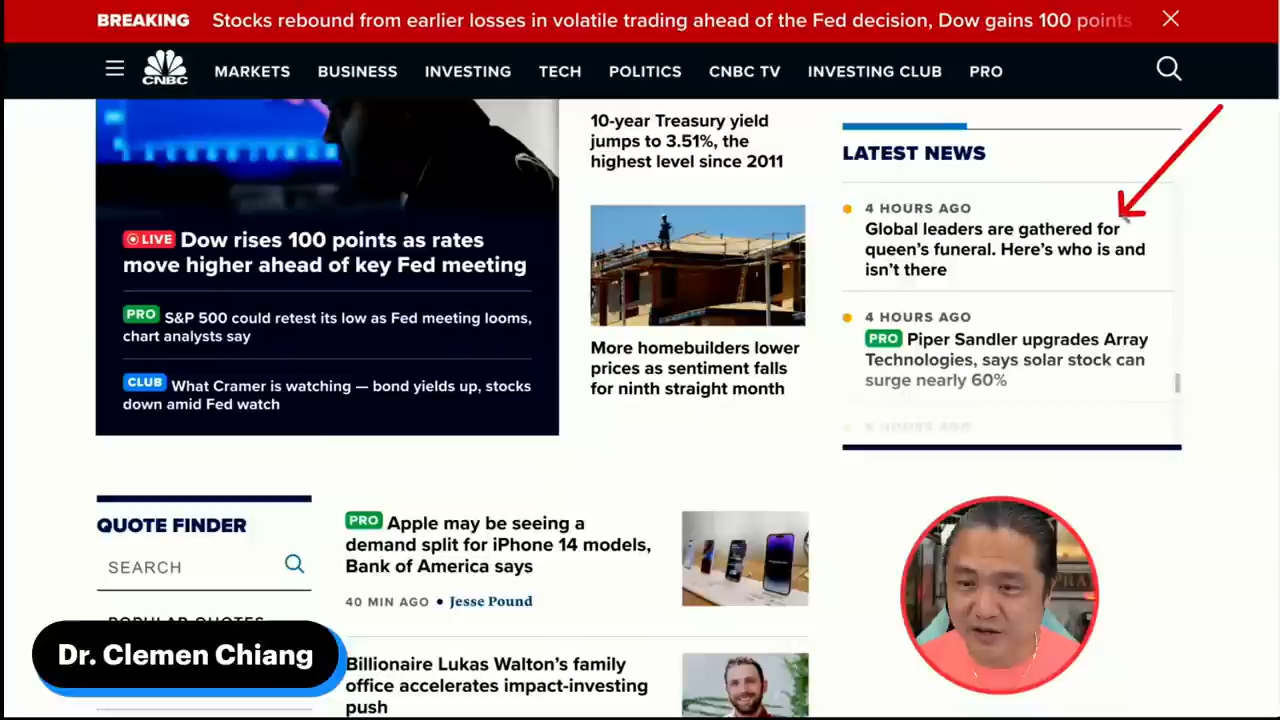 BREAKING Stocks rebound from earlier losses in volatile trading ahead of the Fed decision, Dow gains 100 points
CNBC
MARKETS BUSINESS INVESTING TECH POLITICS CNBC TV INVESTING CLUB PRO
LIVE Dow rises 100 points as rates
move higher ahead of key Fed meeting
PRO S&P 500 could retest its low as Fed meeting looms,
chart analysts say
CLUB What Cramer is watching — bond yields up, stocks
down amid Fed watch
10-year Treasury yield
jumps to 3.51%, the
highest level since 2011
More homebuilders lower
prices as sentiment falls
for ninth straight month
LATEST NEWS
4 HOURS AGO
Global leaders are gathered for
queen's funeral. Here's who is and
isn't there
4 HOURS AGO
PRO Piper Sandler upgrades Array
Technologies, says solar stock can
surge nearly 60%
QUOTE FINDER
SEARCH
POPULAR QUOTES
PRO Apple may be seeing a
demand split for iPhone 14 models,
Bank of America says
40 MIN AGO • Jesse Pound
Billionaire Lukas Walton's family
office accelerates impact-investing
push
Dr. Clemen Chiang